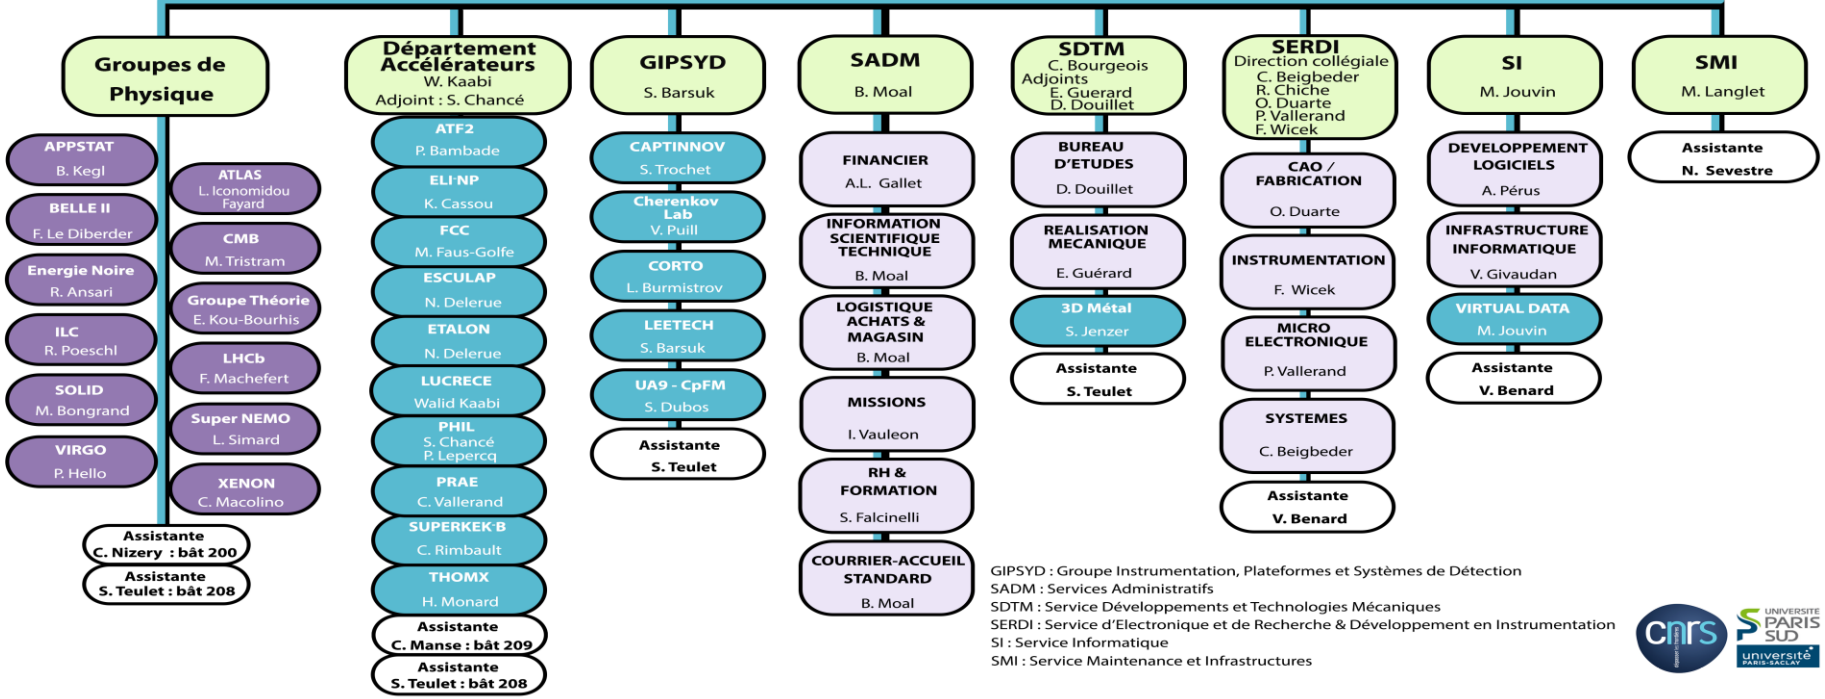 Groupes de
Physique
APPSTAT
B. Kegl
BELLE II
F. Le Diberder
Energie Noire
R. Ansari
ILC
R. Poeschl
SOLID
M. Bongrand
VIRGO
P. Hello
ATLAS
L. Iconomidou
Fayard
CMB
M. Tristram
Groupe Théorie
E. Kou-Bourhis
LHCb
F. Machefert
Super NEMO
L. Simard
XENON
C. Macolino
Assistante
C. Nizery : bât 200
Assistante
S. Teulet : bât 208
Département
Accélérateurs
W. Kaabi
Adjoint : S. Chancé
ATF2
P. Bambade
ELI-NP
K. Cassou
FCC
M. Faus-Golfe
ESCULAP
N. Delerue
ETALON
N. Delerue
LUCRECE
Walid Kaabi
PHIL
S. Chancé
P. Lepercq
PRAE
C. Vallerand
SUPERKEK-B
C. Rimbault
THOMX
H. Monard
Assistante
C. Manse : bât 209
Assistante
S. Teulet : bât 208
GIPSYD
S. Barsuk
CAPTINNOV
S. Trochet
Cherenkov
Lab
V. Puill
CORTO
L. Burmistrov
LEETECH
S. Barsuk
UA9 - CpFM
S. Dubos
Assistante
S. Teulet
SADM
B. Moal
FINANCIER
A.L. Gallet
INFORMATION
SCIENTIFIQUE
TECHNIQUE
B. Moal
LOGISTIQUE
ACHATS &
MAGASIN
B. Moal
MISSIONS
I. Vauleon
RH &
FORMATION
S. Falcinelli
COURRIER-ACCUEIL
STANDARD
B. Moal
SDTM
C. Bourgeois
Adjoints
E. Guerard
D. Douillet
BUREAU
D'ETUDES
D. Douillet
REALISATION
MECANIQUE
E. Guérard
3D Métal
S. Jenzer
Assistante
S. Teulet
SERDI
Direction collégiale
C. Beigbeder
R. Chiche
O. Duarte
P. Vallerand
F. Wicek
CAO /
FABRICATION
O. Duarte
INSTRUMENTATION
F. Wicek
MICRO
ELECTRONIQUE
P. Vallerand
SYSTEMES
C. Beigbeder
Assistante
V. Benard
SI
M. Jouvin
DEVELOPPEMENT
LOGICIELS
A. Pérus
INFRASTRUCTURE
INFORMATIQUE
V. Givaudan
VIRTUAL DATA
M. Jouvin
Assistante
V. Benard
SMI
M. Langlet
Assistante
N. Sevestre
GIPSYD : Groupe Instrumentation, Plateformes et Systèmes de Détection
SADM : Services Administratifs
SDTM : Service Développements et Technologies Mécaniques
SERDI : Service d'Electronique et de Recherche & Développement en Instrumentation
SI : Service Informatique
SMI : Service Maintenance et Infrastructures
cnrs
UNIVERSITE
PARIS
SUD
université
PARIS-SACLAY